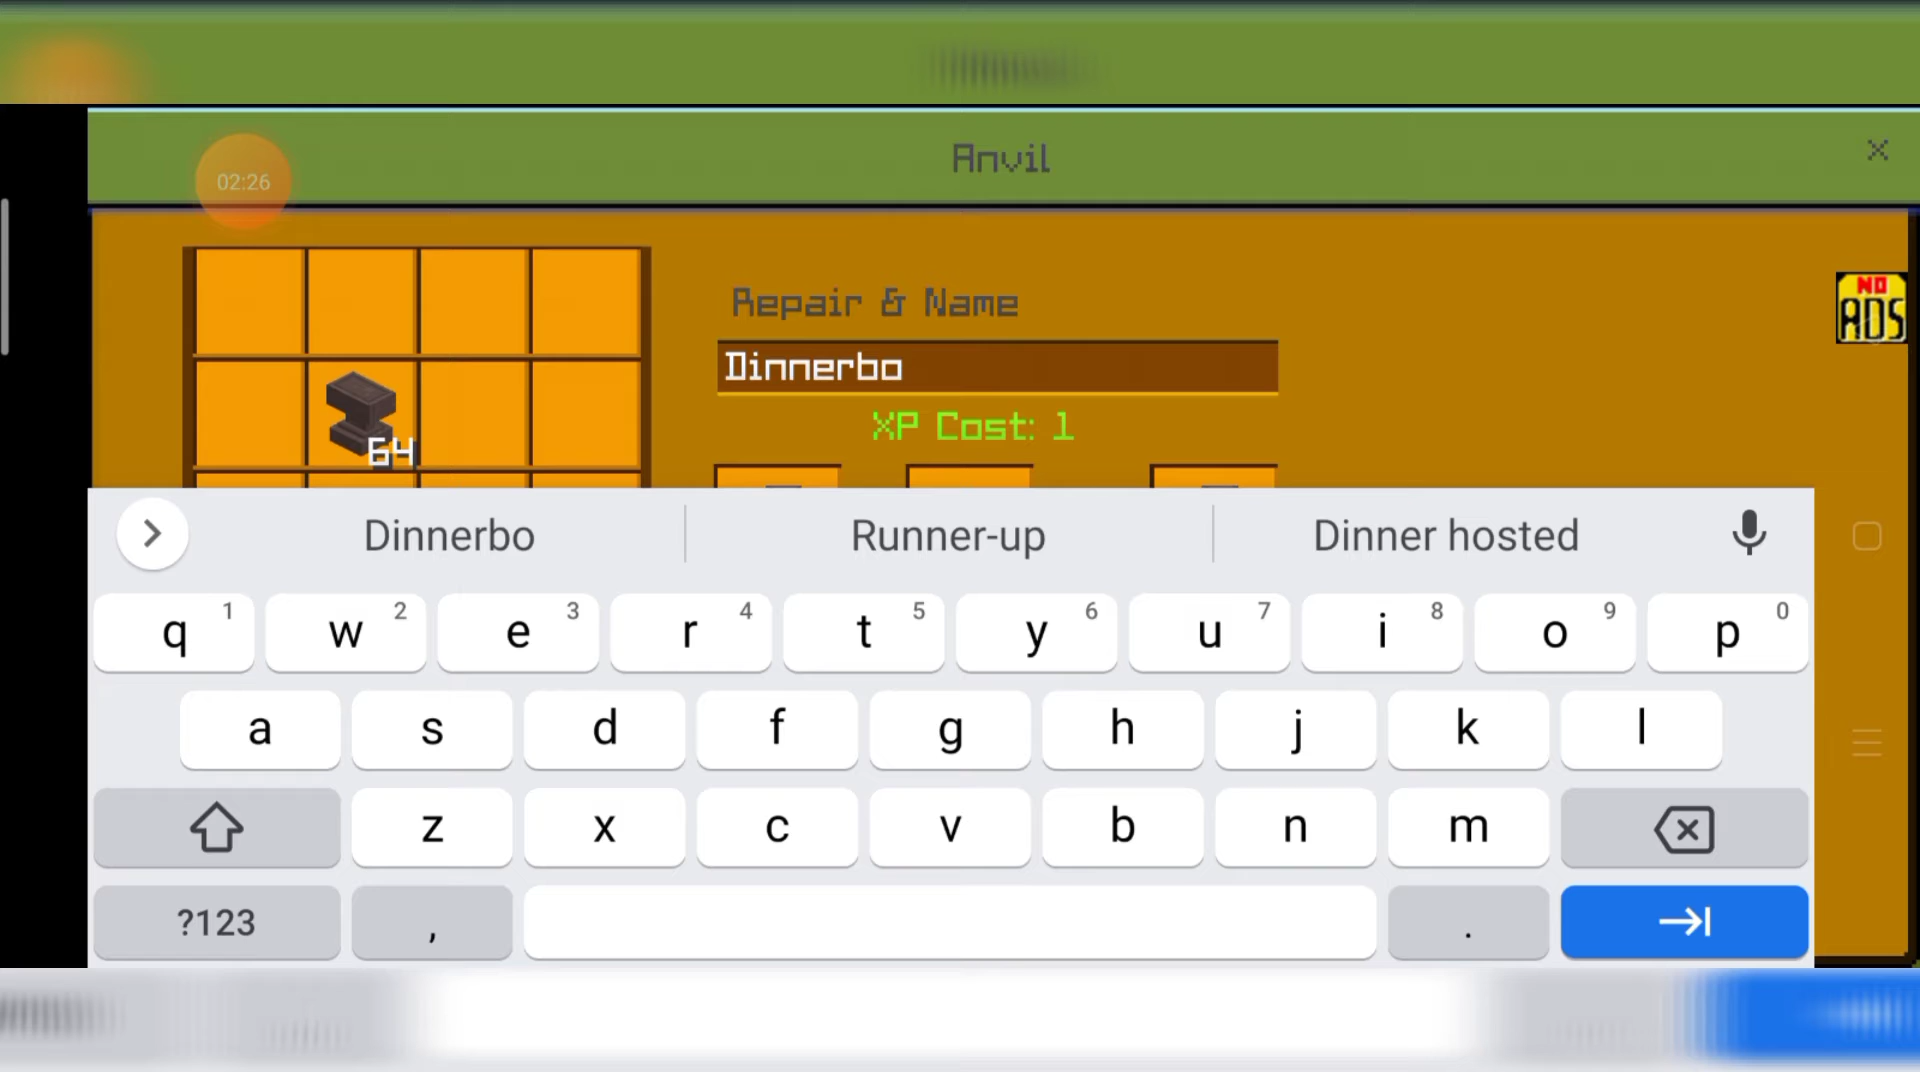 Anvil
×
02:26
NO
ADS
Repair & Name
Dinnerbo
XP Cost: 1
64
Dinnerbo
Runner-up
Dinner hosted
q 1 w 2 e 3 r 4 t 5 y 6 u 7 i 8 o 9 p 0
a s d f g h j k l
z x c v b n m
?123 , .